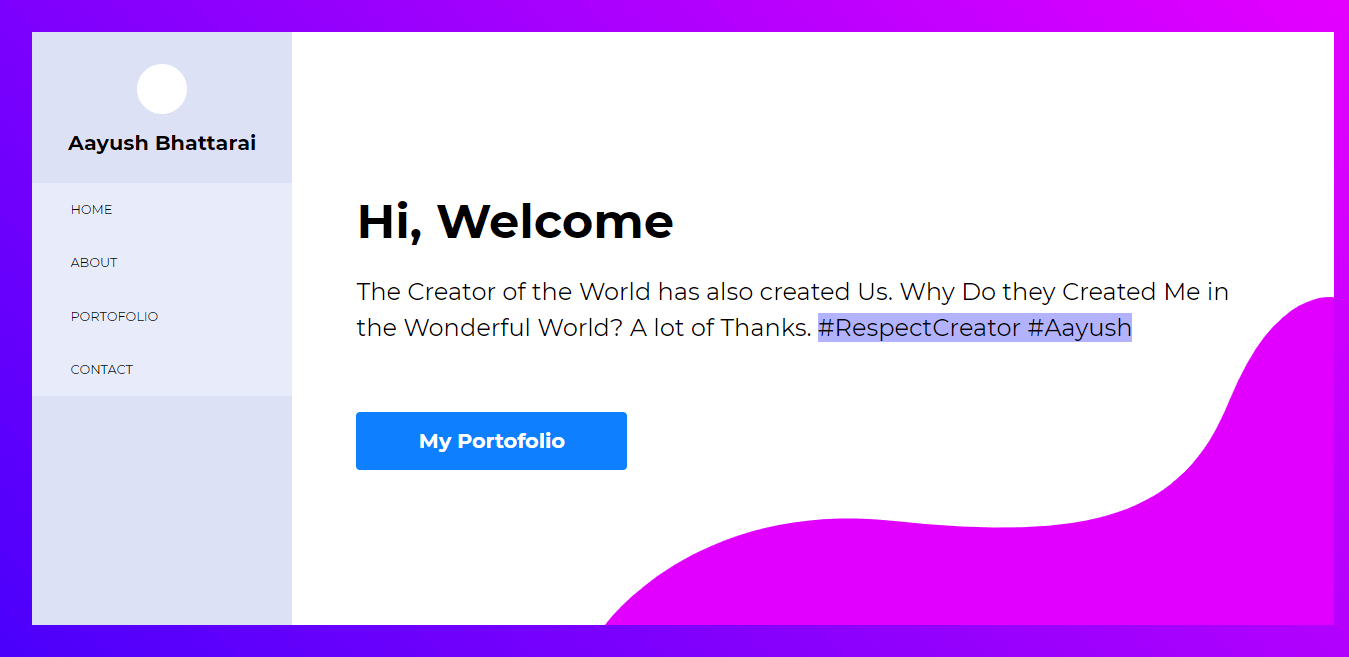 Aayush Bhattarai
HOME
ABOUT
PORTOFOLIO
CONTACT
Hi, Welcome
The Creator of the World has also created Us. Why Do they Created Me in
the Wonderful World? A lot of Thanks. #RespectCreator #Aayush
My Portofolio